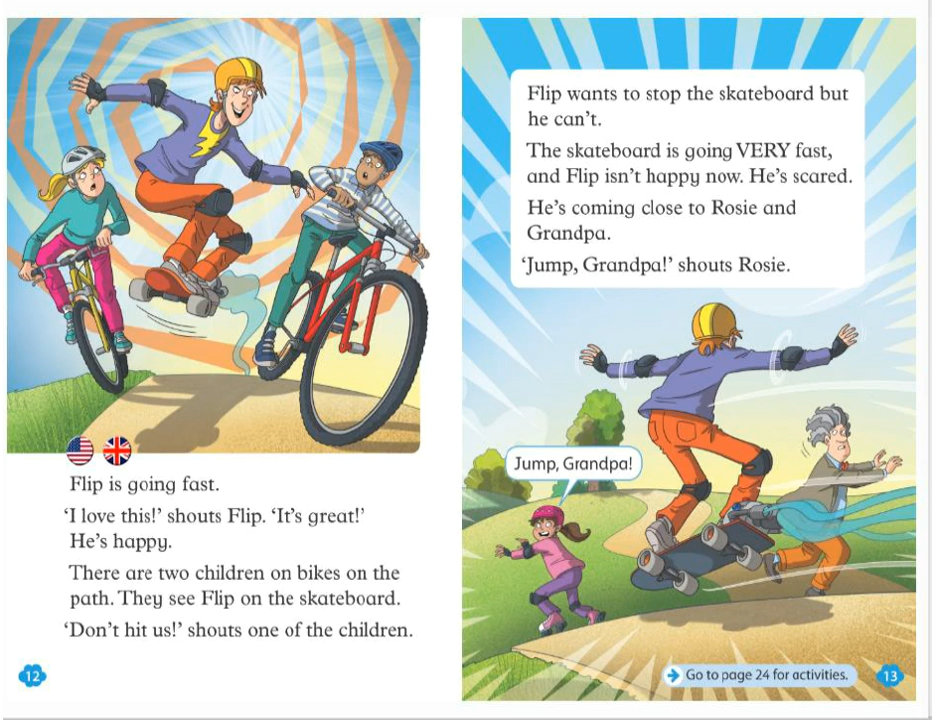 Flip is going fast.
‘I love this!’ shouts Flip. ‘It’s great!’
He’s happy.
There are two children on bikes on the
path. They see Flip on the skateboard.
‘Don’t hit us!’ shouts one of the children.
12
Flip wants to stop the skateboard but
he can’t.
The skateboard is going VERY fast,
and Flip isn’t happy now. He’s scared.
He’s coming close to Rosie and
Grandpa.
‘Jump, Grandpa!’ shouts Rosie.
Jump, Grandpa!
Go to page 24 for activities.
13